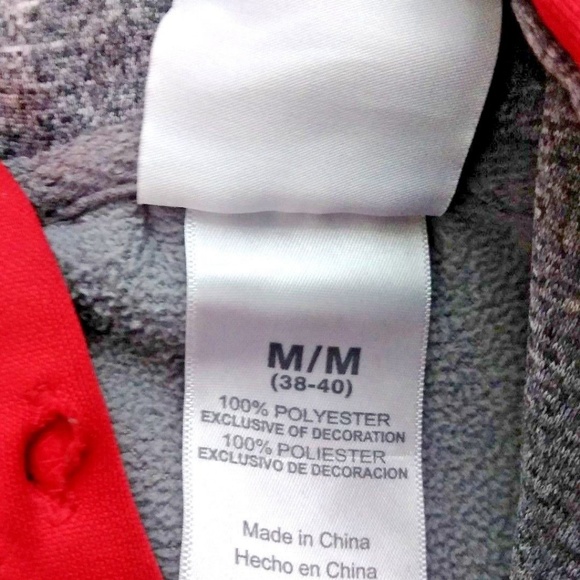 M/M
(38-40)
100% POLYESTER
EXCLUSIVE OF DECORATION
100% POLIESTER
EXCLUSIVO DE DECORACION
Made in China
Hecho en China